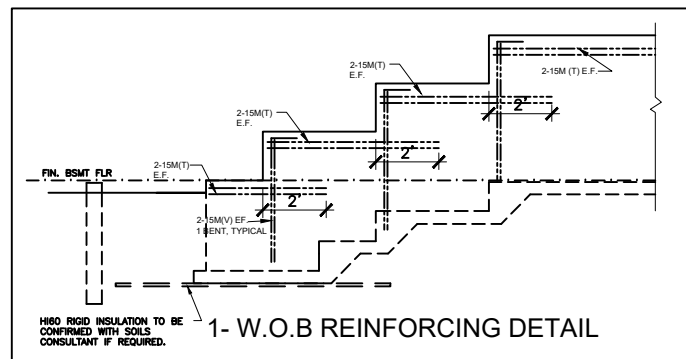 2-15M(T)
E.F.
2-15M (T) E.F.
2'
2-15M(T)
E.F.
2'
2-15M(T)
E.F.
FIN. BSMT FLR
2'
2-15M(V) EF.
1 BENT, TYPICAL
HI60 RIGID INSULATION TO BE
CONFIRMED WITH SOILS
CONSULTANT IF REQUIRED.
1- W.O.B REINFORCING DETAIL